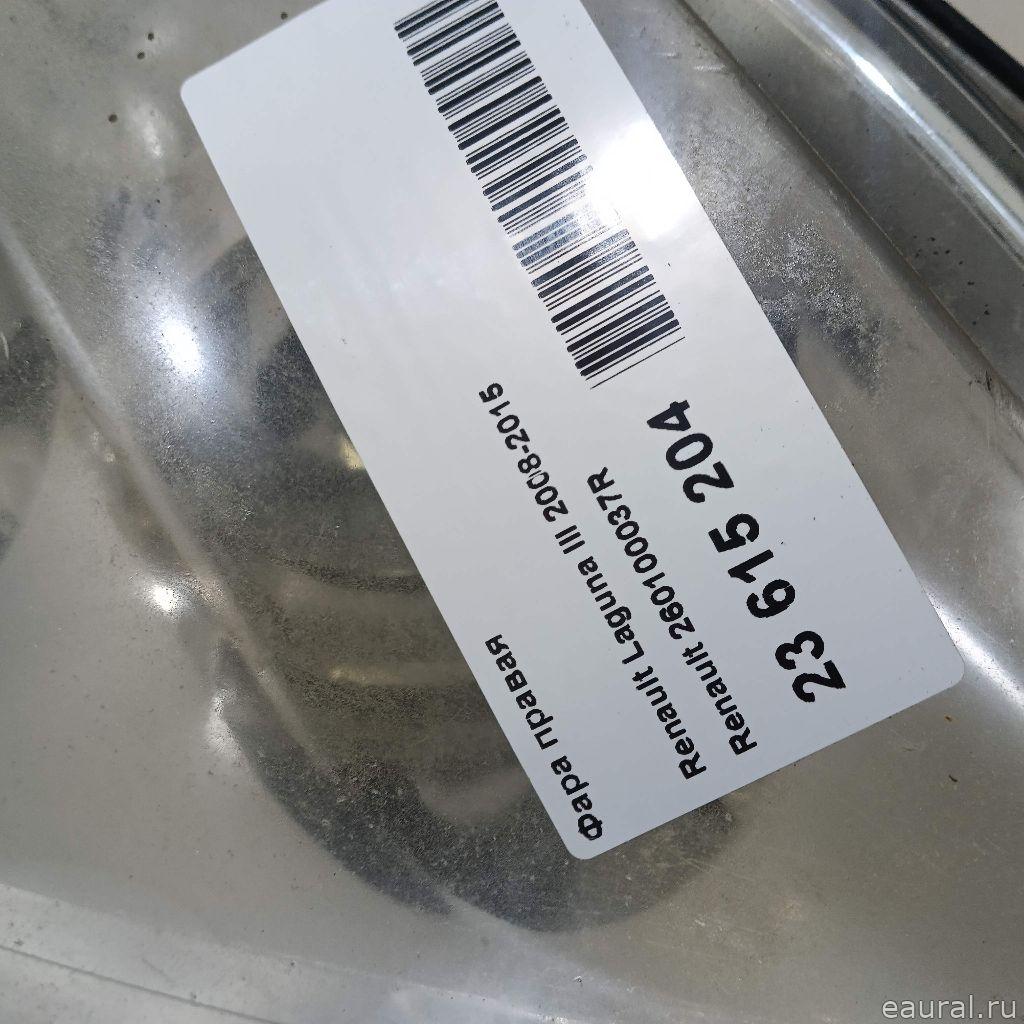 Фара правая
Renault Laguna III 2008-2015
Renault 260100037R
23 615 204
eaural.ru